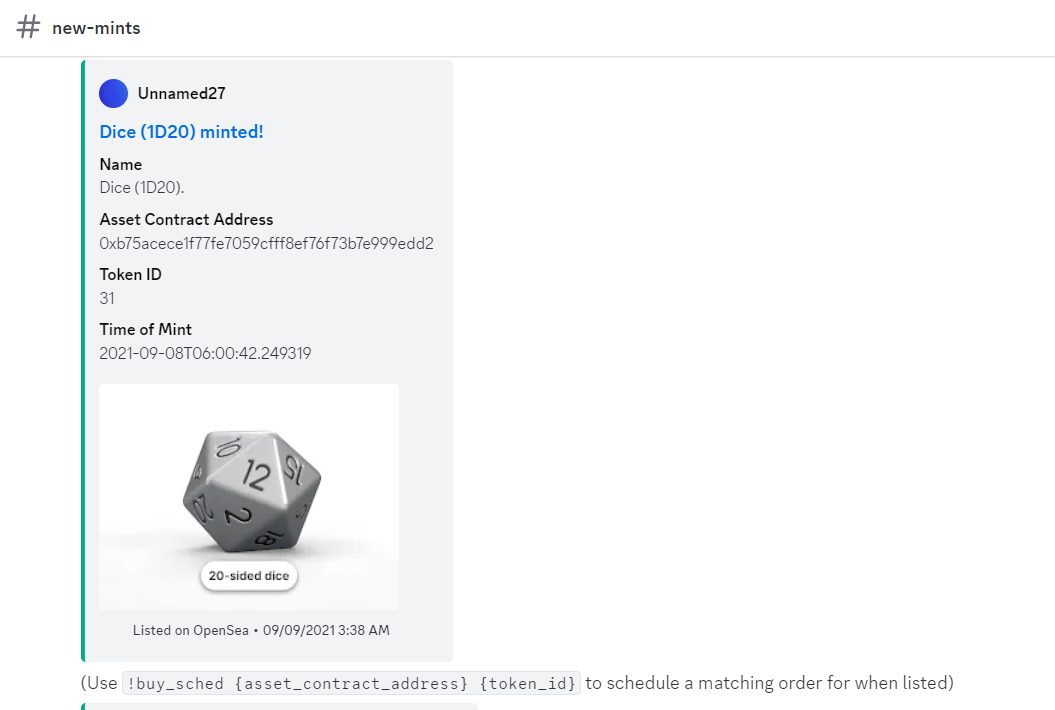 # new-mints
Unnamed27
Dice (1D20) minted!
Name
Dice (1D20).
Asset Contract Address
0xb75acece1f77fe7059cfff8ef76f73b7e999edd2
Token ID
31
Time of Mint
2021-09-08T06:00:42.249319
10
12
15
20
2
18
20-sided dice
Listed on OpenSea • 09/09/2021 3:38 AM
(Use !buy_sched {asset_contract_address} {token_id} to schedule a matching order for when listed)